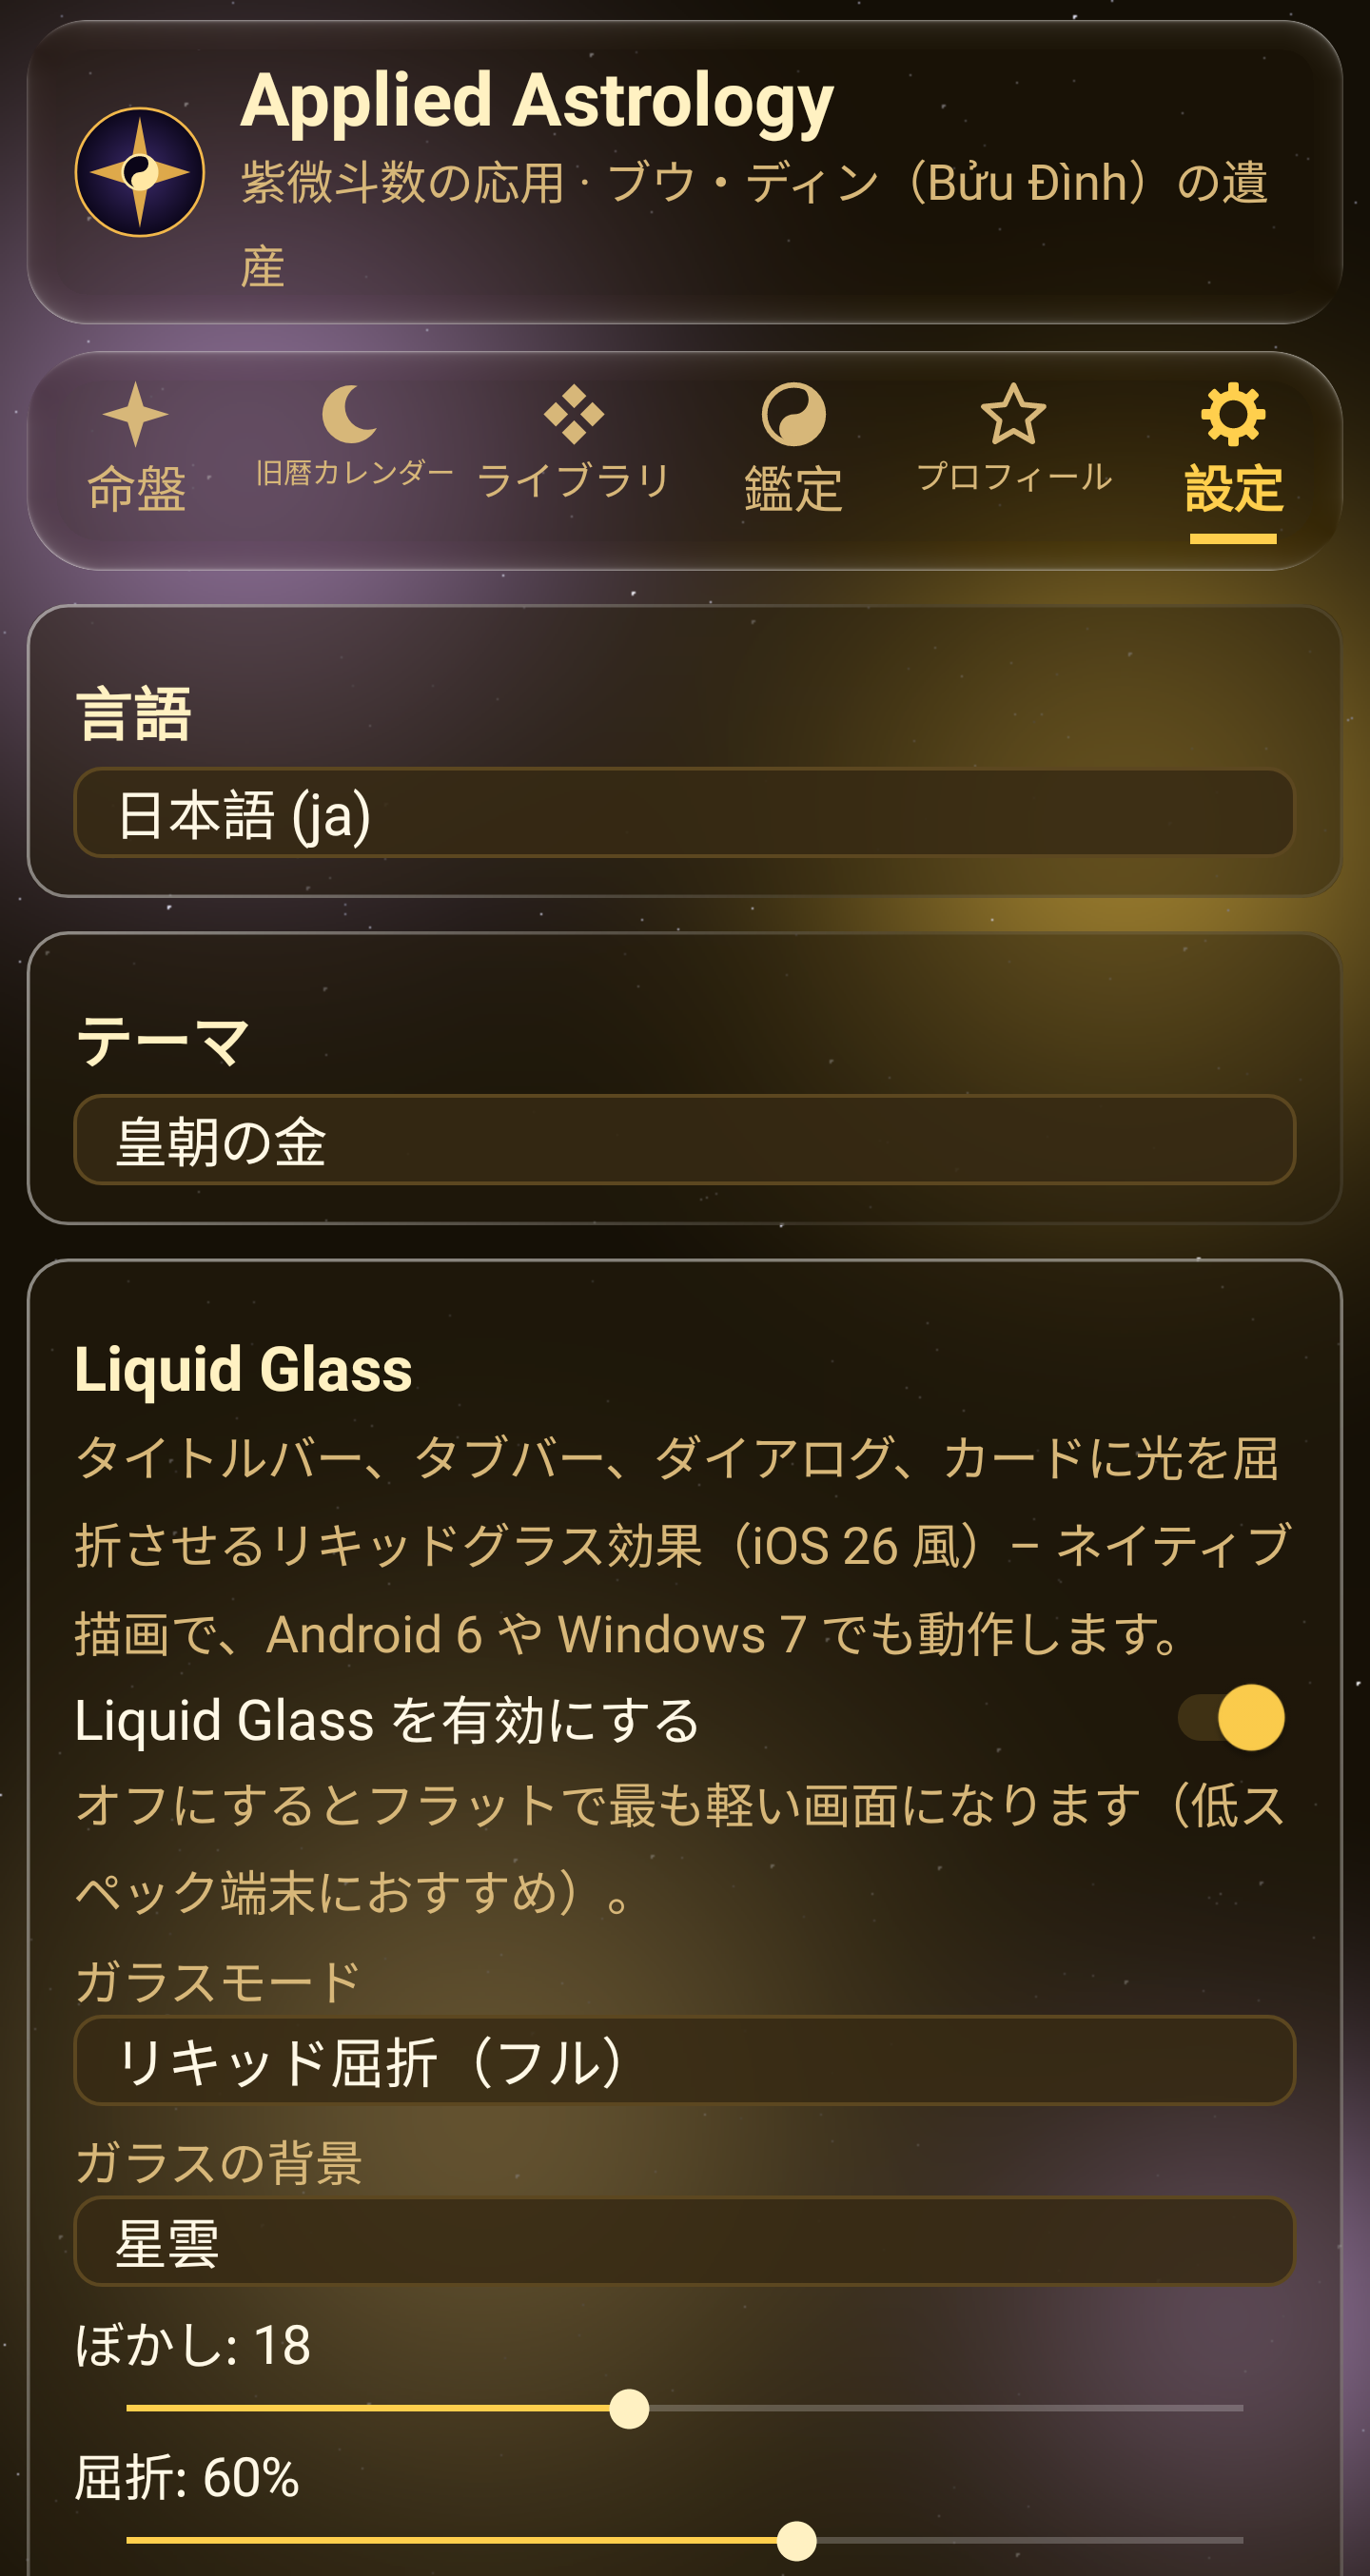 Applied Astrology
紫微斗数の応用 · ブウ・ディン（Bửu Đình）の遺
産
命盤
旧暦カレンダー
ライブラリ
鑑定
プロフィール
設定
言語
日本語 (ja)
テーマ
皇朝の金
Liquid Glass
タイトルバー、タブバー、ダイアログ、カードに光を屈
折させるリキッドグラス効果（iOS 26 風）– ネイティブ
描画で、Android 6 や Windows 7 でも動作します。
Liquid Glass を有効にする
オフにするとフラットで最も軽い画面になります（低ス
ペック端末におすすめ）。
ガラスモード
リキッド屈折（フル）
ガラスの背景
星雲
ぼかし: 18
屈折: 60%